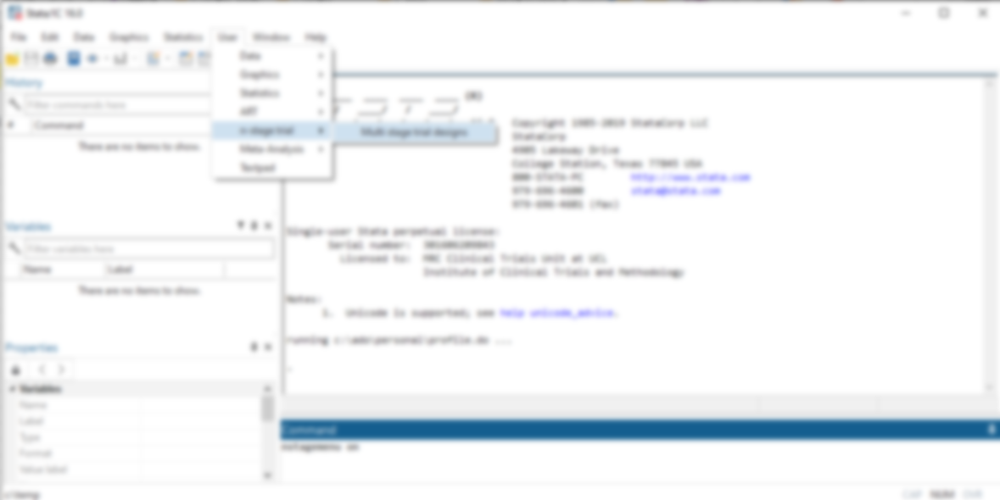 Stata/IC 16.0
File Edit Data Graphics Statistics User Window Help
Data
Graphics
Statistics
ART
n-stage trial
Multi-stage trial designs
Meta-Analysis
Textpad
History
Filter commands here
# Command
There are no items to show.
Variables
Filter variables here
Name Label
There are no items to show.
Properties
Variables
Name
Label
Type
Format
Value label
(R)
Copyright 1985-2019 StataCorp LLC
StataCorp
4905 Lakeway Drive
College Station, Texas 77845 USA
800-STATA-PC http://www.stata.com
979-696-4600 stata@stata.com
979-696-4601 (fax)
Single-user Stata perpetual license:
Serial number:
Licensed to: MRC Clinical Trials Unit at UCL
Institute of Clinical Trials and Methodology
Notes:
1. Unicode is supported; see help unicode_advice.
running c:\ado\personal\profile.do ...
.
Command
nstagemenu on
c:\temp
CAP NUM OVR